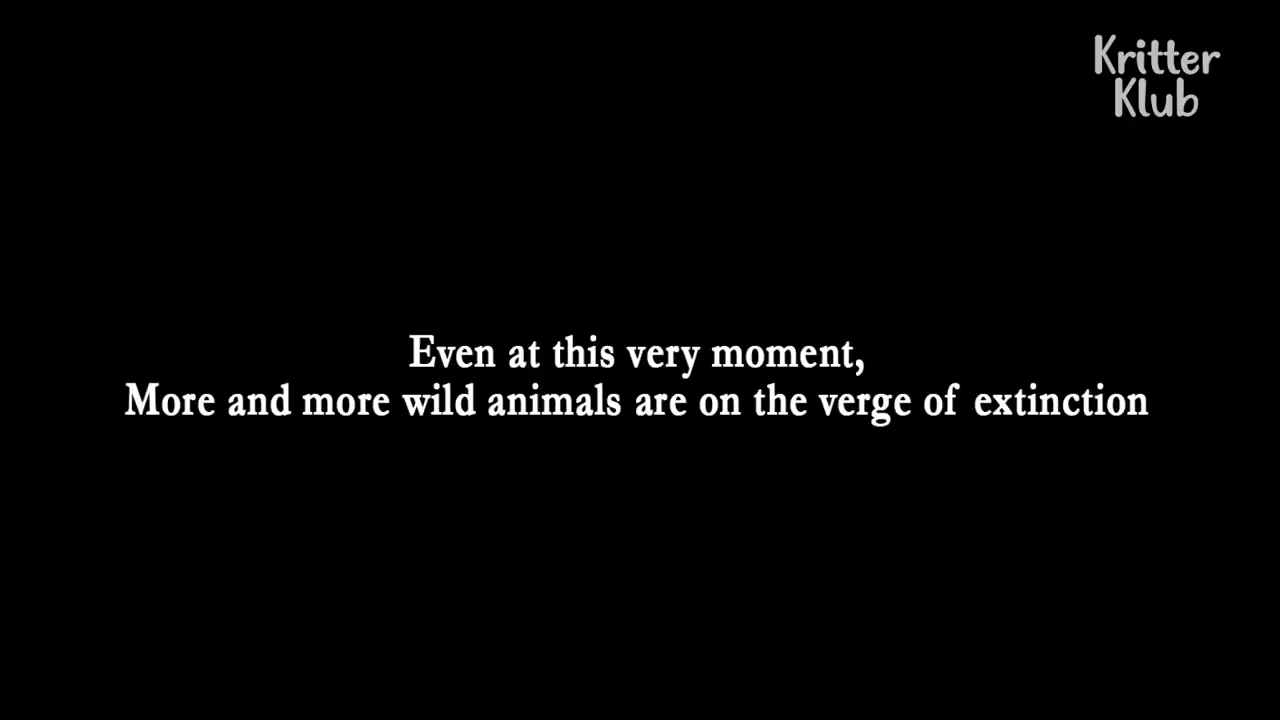 Kritter
Klub
Even at this very moment,
More and more wild animals are on the verge of extinction